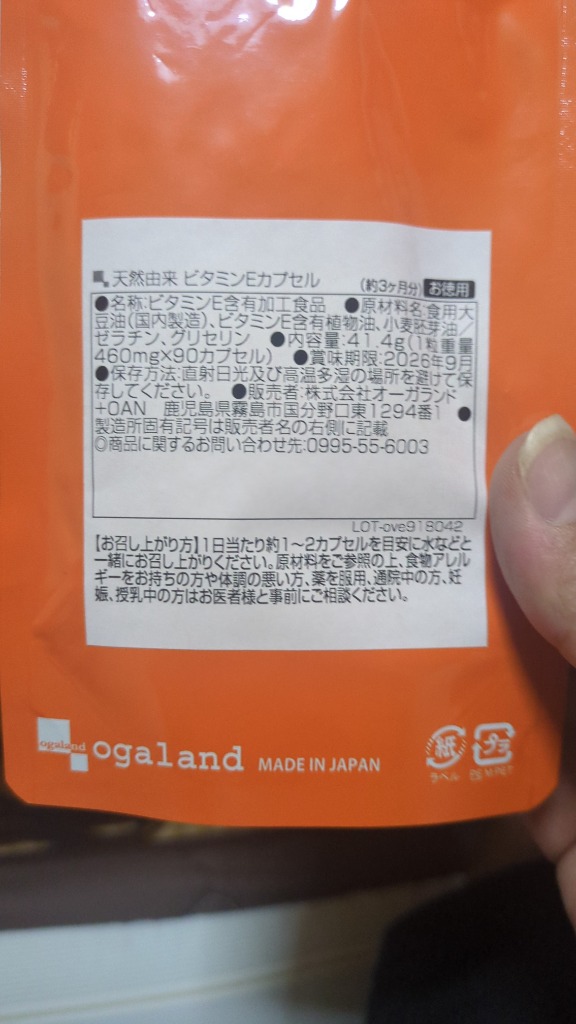 天然由来 ビタミンEカプセル (約3ヶ月分) お徳用
●名称:ビタミンE含有加工食品 ●原材料名:食用大
豆油(国内製造)、ビタミンE含有植物油、小麦胚芽油／
ゼラチン、グリセリン ●内容量:41.4g(1粒重量
460mg×90カプセル) ●賞味期限:2026年9月
●保存方法:直射日光及び高温多湿の場所を避けて保
存してください。 ●販売者:株式会社オーガランド
+OAN 鹿児島県霧島市国分野口東1294番1 ●
製造所固有記号は販売者名の右側に記載
◎商品に関するお問い合わせ先:0995-55-6003
LOT-ove918042
【お召し上がり方】1日当たり約1～2カプセルを目安に水などと
一緒にお召し上がりください。原材料をご参照の上、食物アレル
ギーをお持ちの方や体調の悪い方、薬を服用、通院中の方、妊
娠、授乳中の方はお医者様と事前にご相談ください。
ogaland ogaland MADE IN JAPAN
紙 プラ
ラベル PE M PET